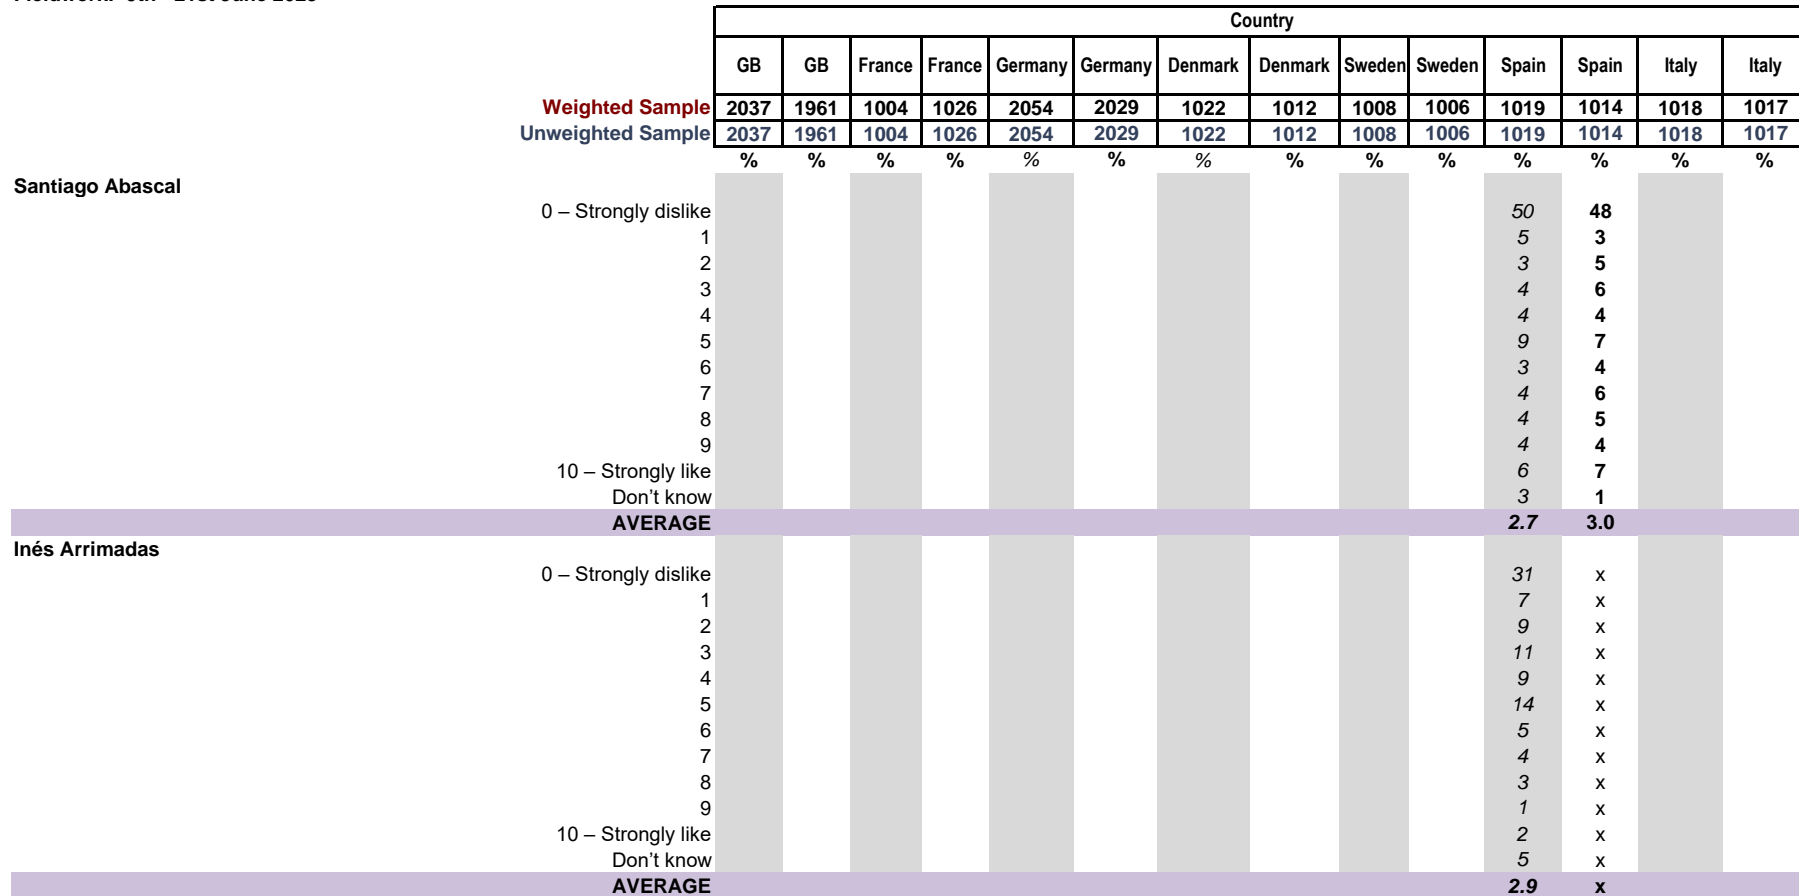 Country
GB GB France France Germany Germany Denmark Denmark Sweden Sweden Spain Spain Italy Italy
Weighted Sample 2037 1961 1004 1026 2054 2029 1022 1012 1008 1006 1019 1014 1018 1017
Unweighted Sample 2037 1961 1004 1026 2054 2029 1022 1012 1008 1006 1019 1014 1018 1017
% % % % % % % % % % % % % %
Santiago Abascal
0 – Strongly dislike 50 48
1 5 3
2 3 5
3 4 6
4 4 4
5 9 7
6 3 4
7 4 6
8 4 5
9 4 4
10 – Strongly like 6 7
Don't know 3 1
AVERAGE 2.7 3.0
Inés Arrimadas
0 – Strongly dislike 31 x
1 7 x
2 9 x
3 11 x
4 9 x
5 14 x
6 5 x
7 4 x
8 3 x
9 1 x
10 – Strongly like 2 x
Don't know 5 x
AVERAGE 2.9 x